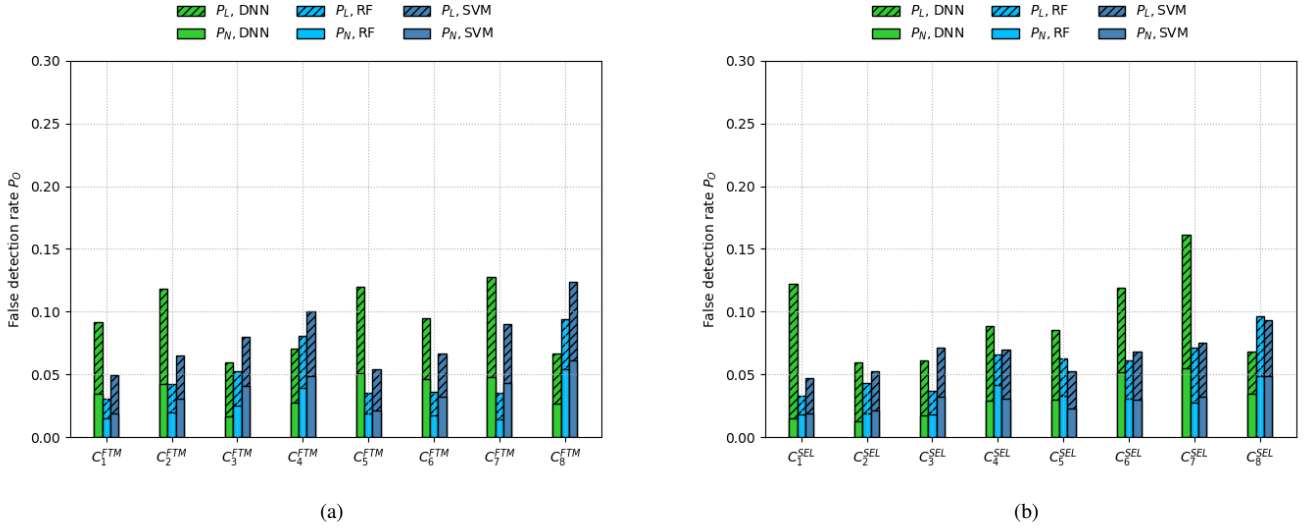 P_L, DNN P_L, RF P_L, SVM
P_N, DNN P_N, RF P_N, SVM
0.30
0.25
0.20
0.15
0.10
0.05
0.00
False detection rate P_O
C_1^{FTM} C_2^{FTM} C_3^{FTM} C_4^{FTM} C_5^{FTM} C_6^{FTM} C_7^{FTM} C_8^{FTM}
(a)
P_L, DNN P_L, RF P_L, SVM
P_N, DNN P_N, RF P_N, SVM
0.30
0.25
0.20
0.15
0.10
0.05
0.00
False detection rate P_O
C_1^{SEL} C_2^{SEL} C_3^{SEL} C_4^{SEL} C_5^{SEL} C_6^{SEL} C_7^{SEL} C_8^{SEL}
(b)